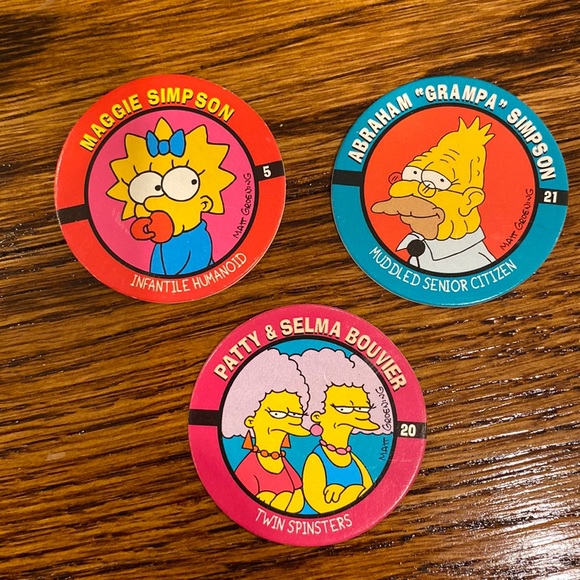 MAGGIE SIMPSON
5
MATT GROENING
INFANTILE HUMANOID
ABRAHAM "GRAMPA" SIMPSON
21
MATT GROENING
MUDDLED SENIOR CITIZEN
PATTY & SELMA BOUVIER
20
MATT GROENING
TWIN SPINSTERS